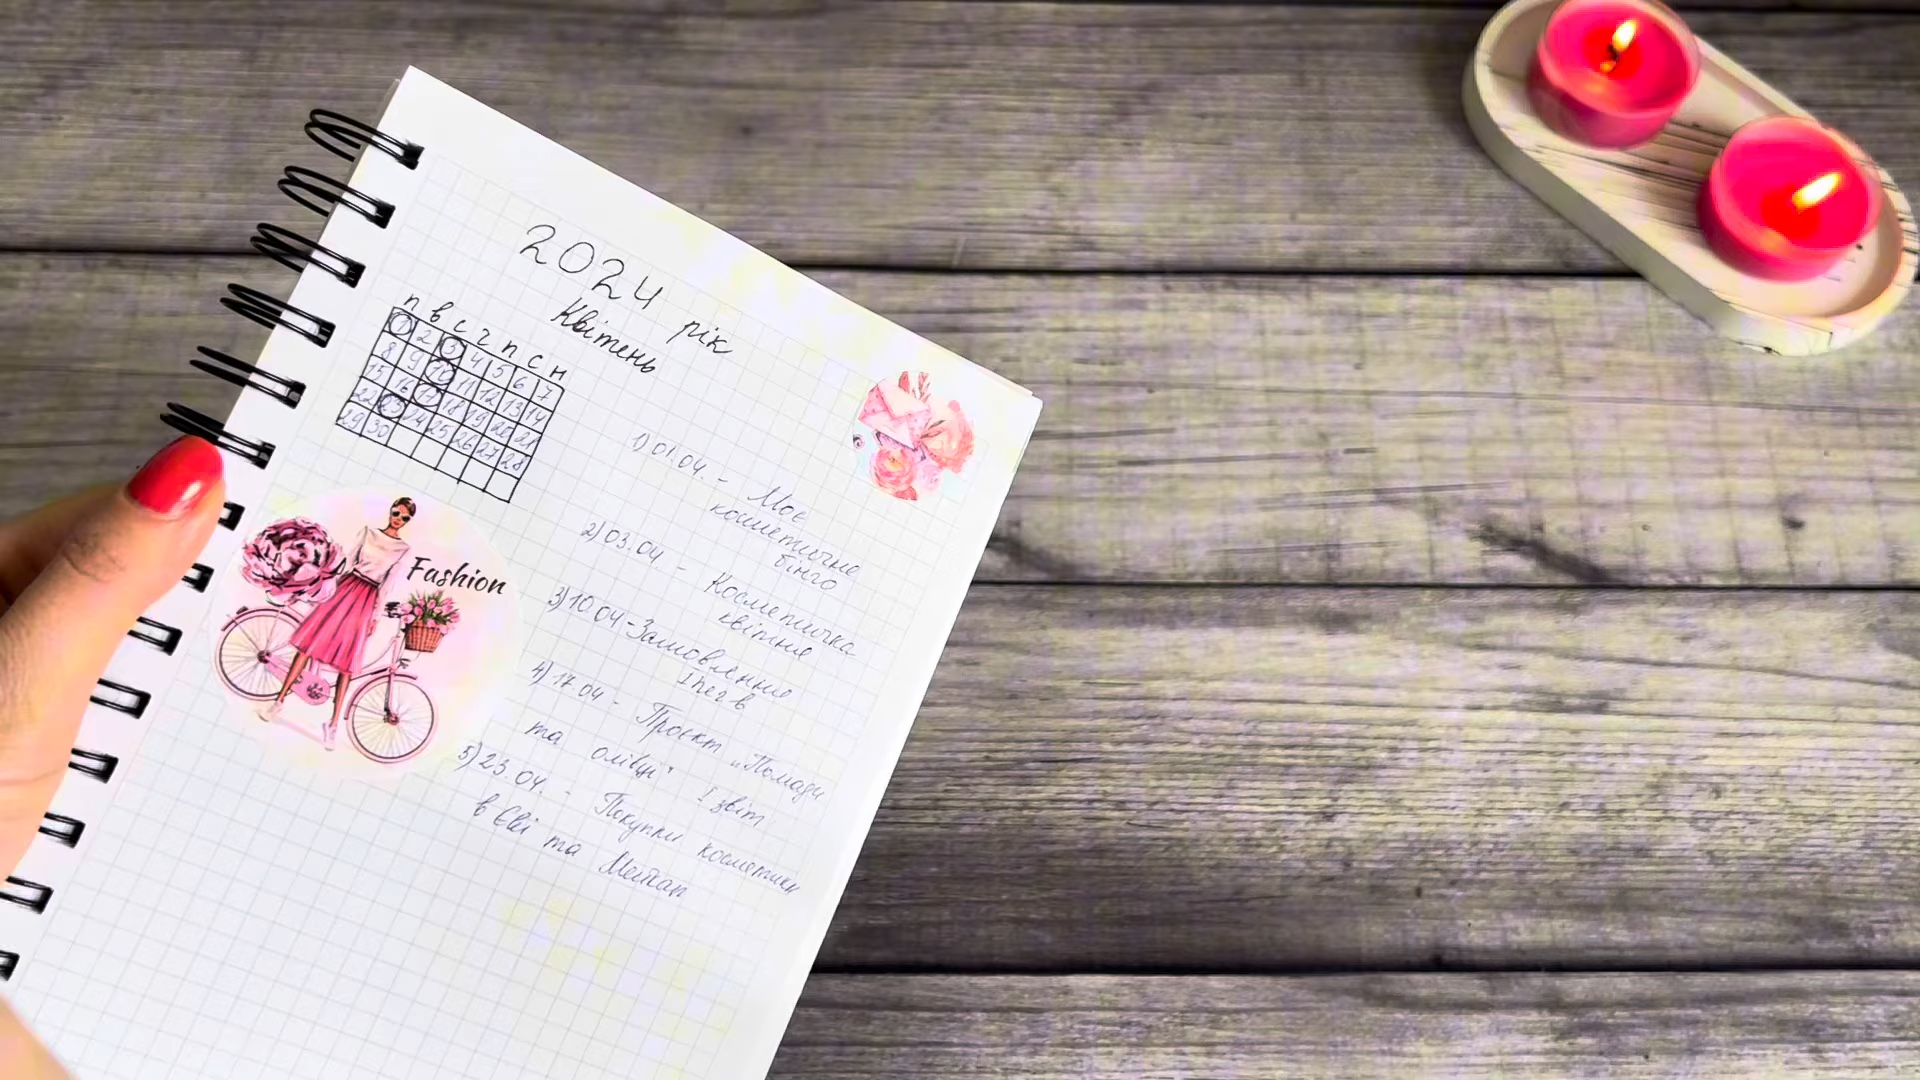 2024 рік
Квітень
п в с ч п с н
1 2 3 4 5 6 7
8 9 10 11 12 13 14
15 16 17 18 19 20 21
22 23 24 25 26 27 28
29 30
Fashion
1) 01.04. - Моє
косметичне
бінго
2) 03.04. - Косметичка
квітня
3) 10.04 - Замовлення
4) 17.04 - Проєкт „Помади
та олівці" I звіт
5) 23.04. - Покупки косметики
в Єві та Мейкап